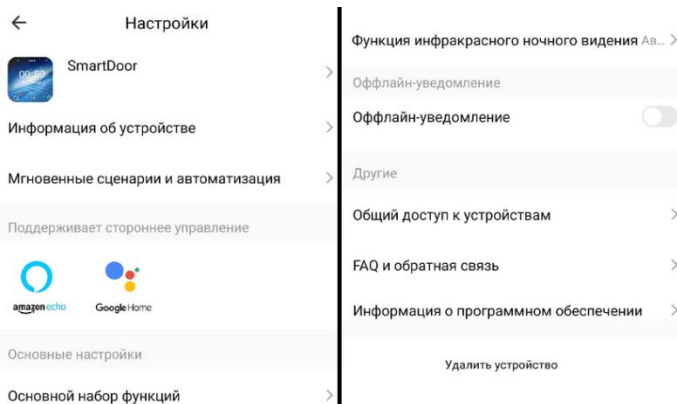 Настройки
SmartDoor
Информация об устройстве
Мгновенные сценарии и автоматизация
Поддерживает стороннее управление
amazon echo
Google Home
Основные настройки
Основной набор функций
Функция инфракрасного ночного видения Ав...
Оффлайн-уведомление
Оффлайн-уведомление
Другие
Общий доступ к устройствам
FAQ и обратная связь
Информация о программном обеспечении
Удалить устройство